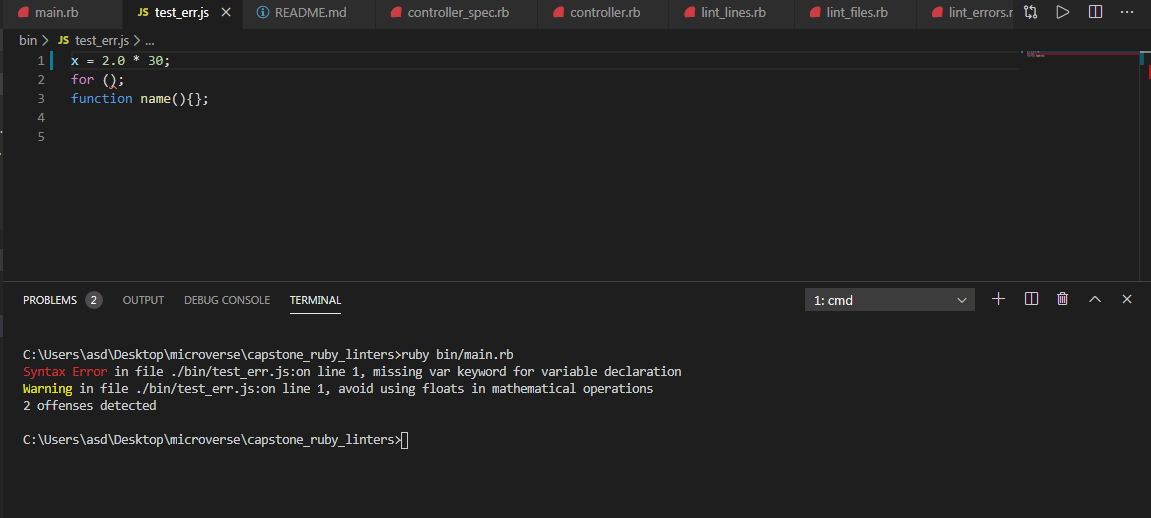 main.rb JS test_err.js README.md controller_spec.rb controller.rb lint_lines.rb lint_files.rb lint_errors.r
bin > JS test_err.js > ...
1 x = 2.0 * 30;
2 for ();
3 function name(){};
4
5
PROBLEMS 2 OUTPUT DEBUG CONSOLE TERMINAL 1: cmd
C:\Users\asd\Desktop\microverse\capstone_ruby_linters>ruby bin/main.rb
Syntax Error in file ./bin/test_err.js:on line 1, missing var keyword for variable declaration
Warning in file ./bin/test_err.js:on line 1, avoid using floats in mathematical operations
2 offenses detected
C:\Users\asd\Desktop\microverse\capstone_ruby_linters>